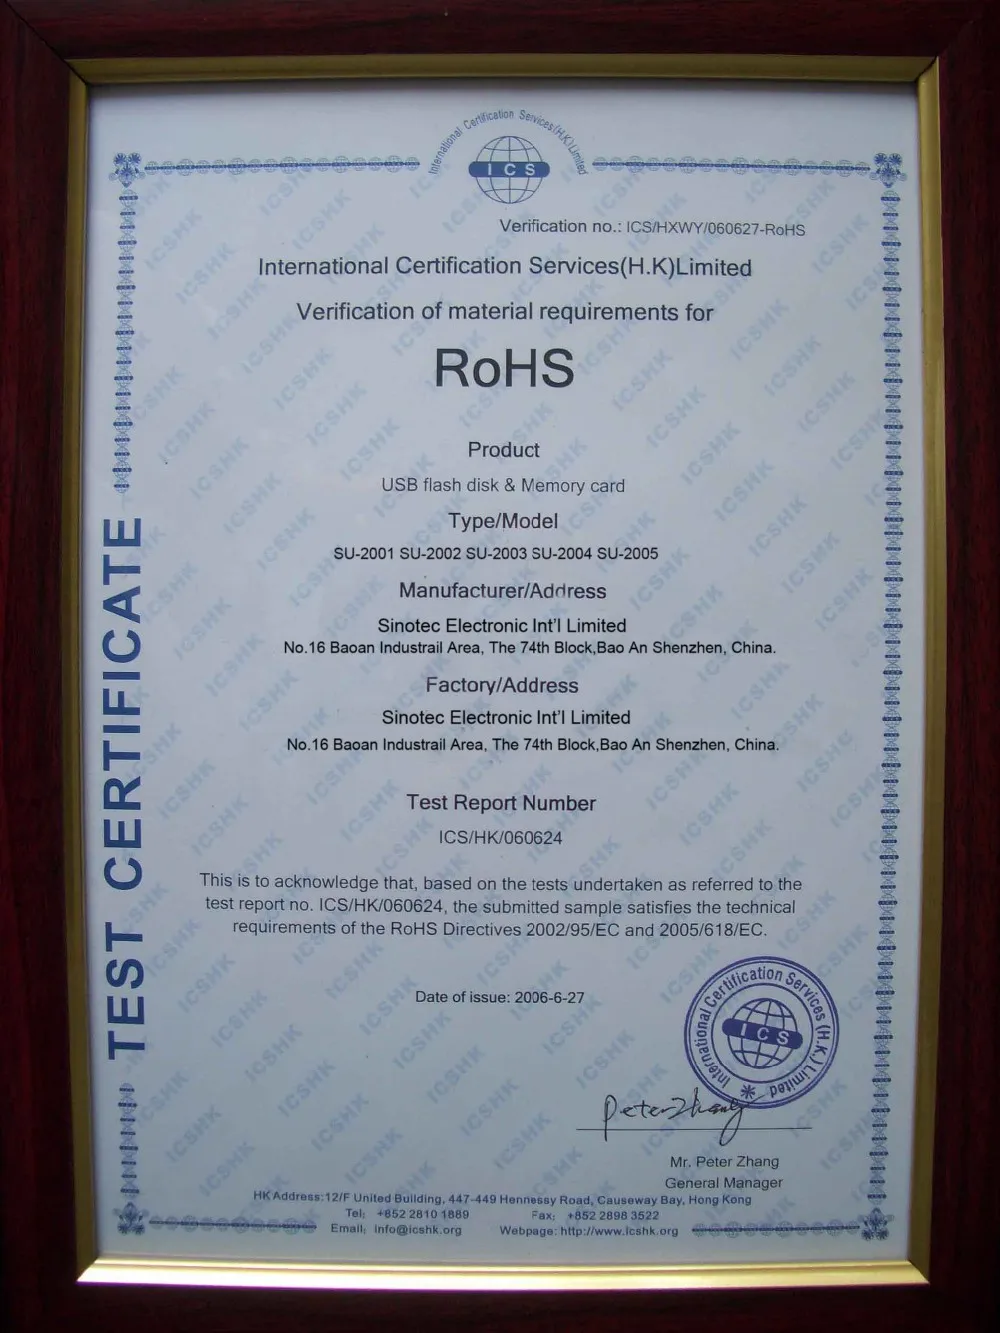 International Certification Services(H.K)Limited
ICS
Verification no.: ICS/HXWY/060627-RoHS
International Certification Services(H.K)Limited
Verification of material requirements for
RoHS
Product
USB flash disk & Memory card
Type/Model
SU-2001 SU-2002 SU-2003 SU-2004 SU-2005
Manufacturer/Address
Sinotec Electronic Int'l Limited
No.16 Baoan Industrail Area, The 74th Block,Bao An Shenzhen, China.
Factory/Address
Sinotec Electronic Int'l Limited
No.16 Baoan Industrail Area, The 74th Block,Bao An Shenzhen, China.
Test Report Number
ICS/HK/060624
This is to acknowledge that, based on the tests undertaken as referred to the
test report no. ICS/HK/060624, the submitted sample satisfies the technical
requirements of the RoHS Directives 2002/95/EC and 2005/618/EC.
Date of issue: 2006-6-27
TEST CERTIFICATE
International Certification Services (H.K.) Limited
ICS
Peter Zhang
Mr. Peter Zhang
General Manager
HK Address:12/F United Building, 447-449 Hennessy Road, Causeway Bay, Hong Kong
Tel: +852 2810 1889 Fax: +852 2898 3522
Email: info@icshk.org Webpage: http://www.icshk.org
ICSHK